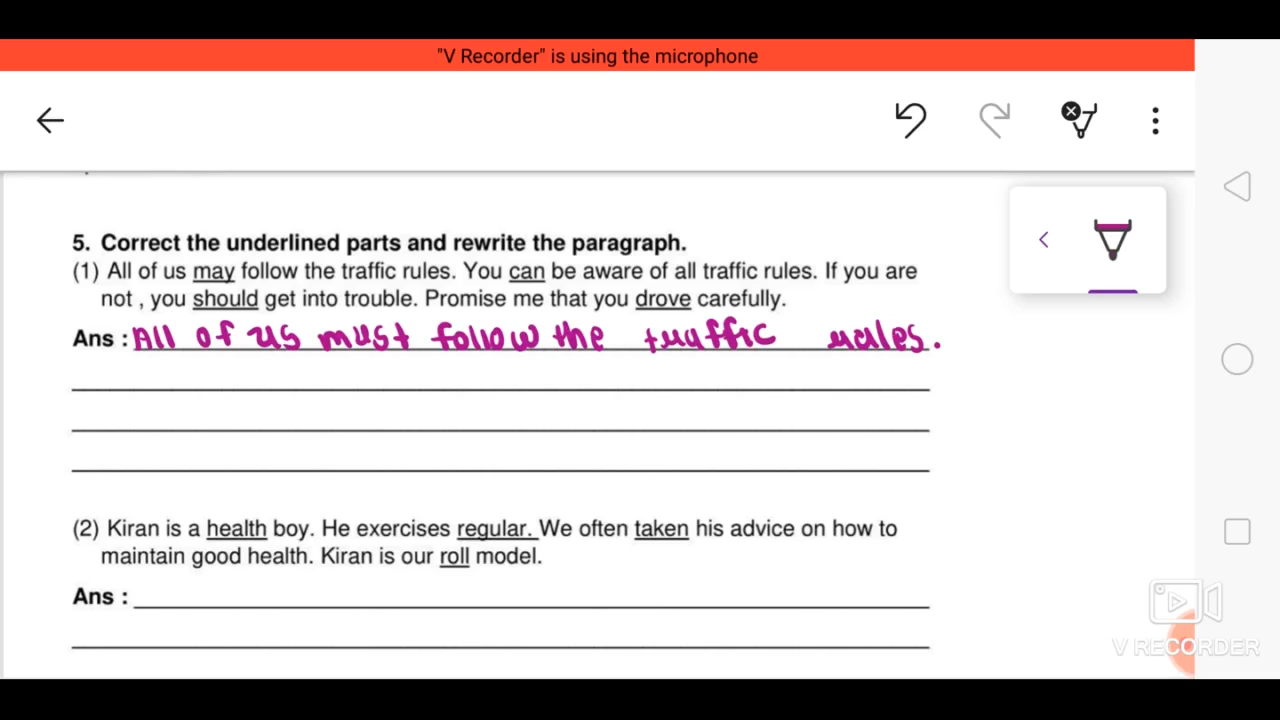 "V Recorder" is using the microphone
5. Correct the underlined parts and rewrite the paragraph.
(1) All of us may follow the traffic rules. You can be aware of all traffic rules. If you are
not , you should get into trouble. Promise me that you drove carefully.
Ans : All of us must follow the traffic rules.
(2) Kiran is a health boy. He exercises regular. We often taken his advice on how to
maintain good health. Kiran is our roll model.
Ans :
V RECORDER